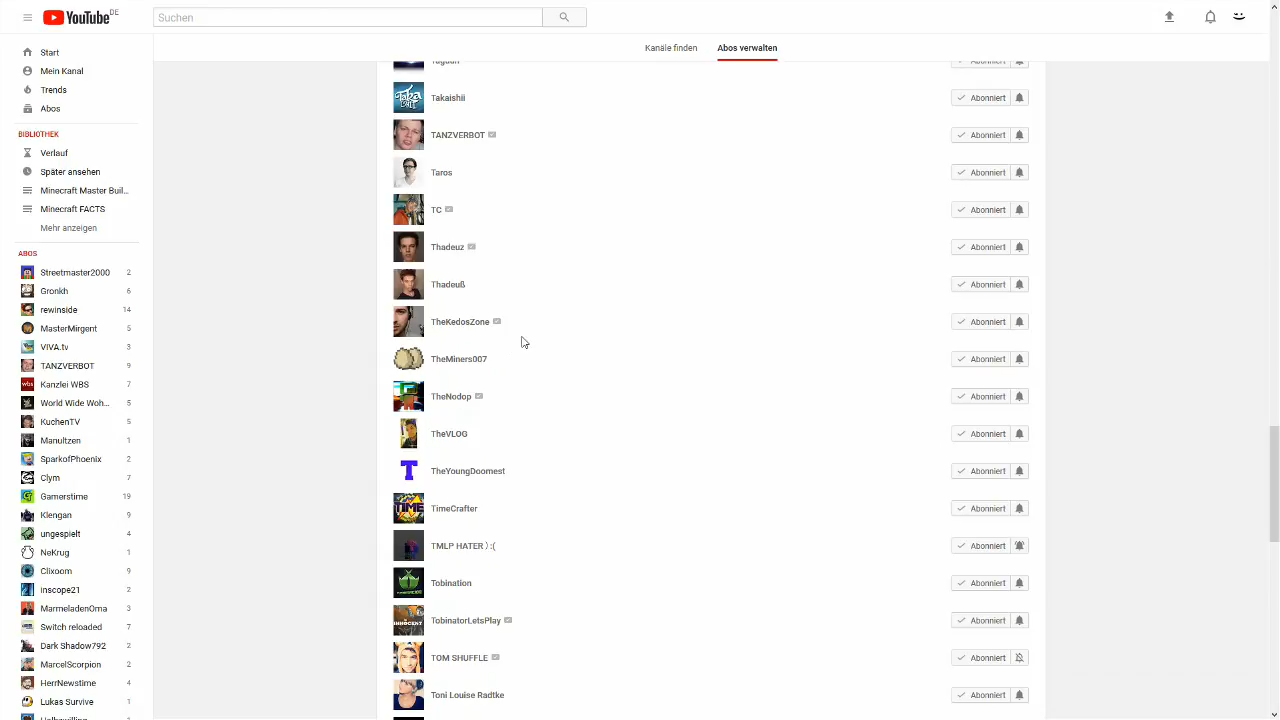 YouTube DE
Suchen
Kanäle finden
Abos verwalten
Start
Mein Kanal
Trends
Abos
BIBLIOTHEK
Verlauf
Später ansehen
Minecraft Master Buil...
Minecraft FACTS
Mehr anzeigen
ABOS
Streetmaster2000 2
Gronkh 6
rewinside 14
MasterMirgent 5
VIVA.tv 3
TANZVERBOT 9
Kanzlei WBS 7
World Wide Woh... 5
KuchenTV 5
Manultzen 1
SparkofPhoenix 2
Clym 7
Gamerstime 19
Klengan 9
ungespielt 4
NeKrug 1
Clixoom 9
inscope21 2
MarmeladenOma 3
Switch reloaded 7
Dark Shadow792 2
MarcelScorpion 2
HerrNewstime 4
Lukas Survive 1
Abonniert
Takaishii Abonniert
TANZVERBOT Abonniert
Taros Abonniert
TC Abonniert
Thadeuz Abonniert
Thadeuß Abonniert
TheKedosZone Abonniert
TheMiners007 Abonniert
TheNodop Abonniert
TheVLOG Abonniert
TheYoungDoomest Abonniert
TimeCrafter Abonniert
TMLP HATER ) :( Abonniert
Tobination Abonniert
TobinatorLetsPlay Abonniert
TOM SHUFFLE Abonniert
Toni Louise Radtke Abonniert